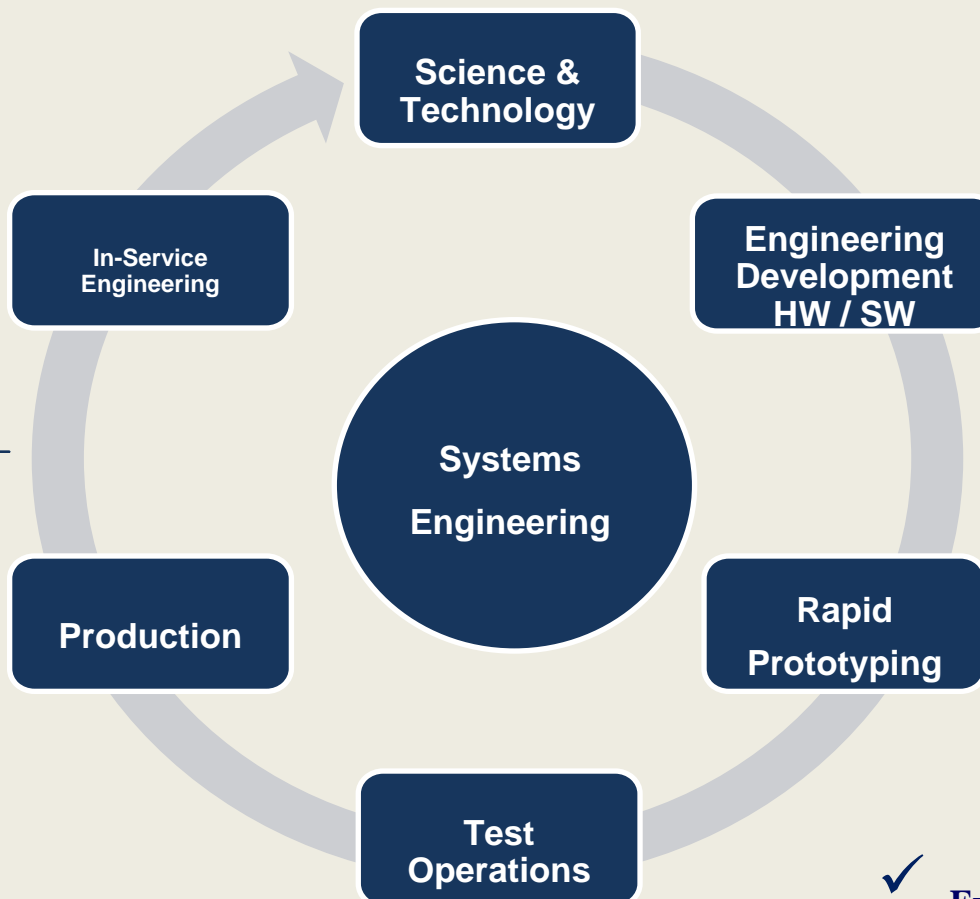 Science &
Technology
Engineering
Development
HW / SW
In-Service
Engineering
Systems
Engineering
Rapid
Prototyping
Production
Test
Operations